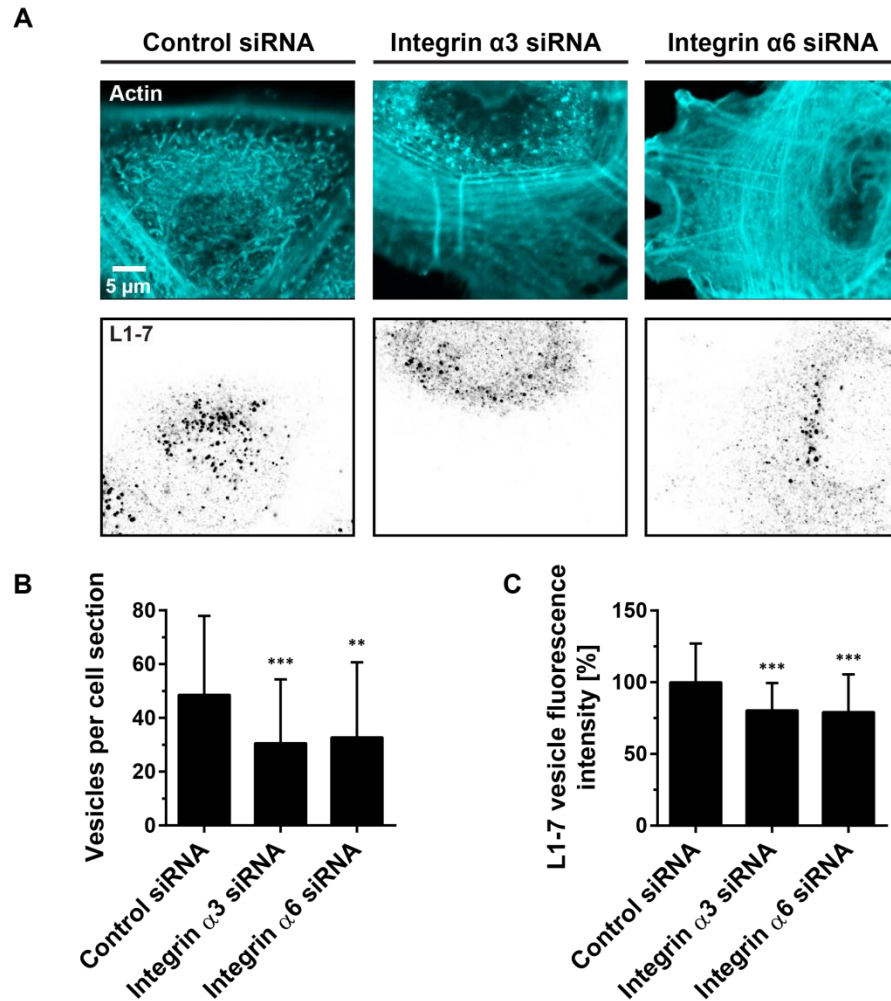 A
Control siRNA
Integrin α3 siRNA
Integrin α6 siRNA
Actin
5 µm
L1-7
B
Vesicles per cell section
80
60
40
20
0
***
**
Control siRNA
Integrin α3 siRNA
Integrin α6 siRNA
C
L1-7 vesicle fluorescence
intensity [%]
150
100
50
0
***
***
Control siRNA
Integrin α3 siRNA
Integrin α6 siRNA